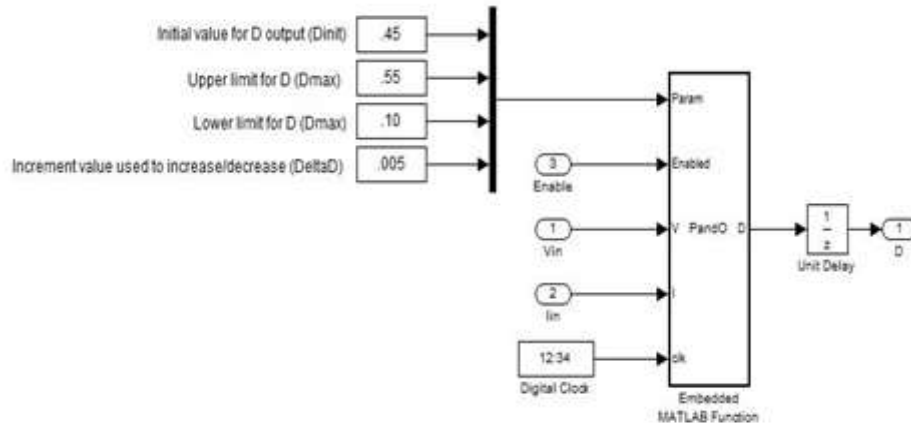 Initial value for D output (Dinit)
.45
Upper limit for D (Dmax)
.55
Lower limit for D (Dmax)
.10
Increment value used to increase/decrease (DeltaD)
.005
Param
3
Enable
Enabled
1
Vin
V
PandO
D
2
Iin
I
12:34
Digital Clock
clk
Embedded
MATLAB Function
1
z
Unit Delay
1
D